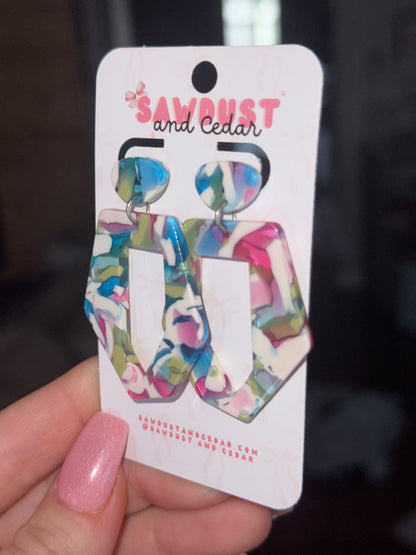 SAWDUST
and Cedar
SAWDUSTANDCEDAR.COM
@SAWDUST.AND.CEDAR